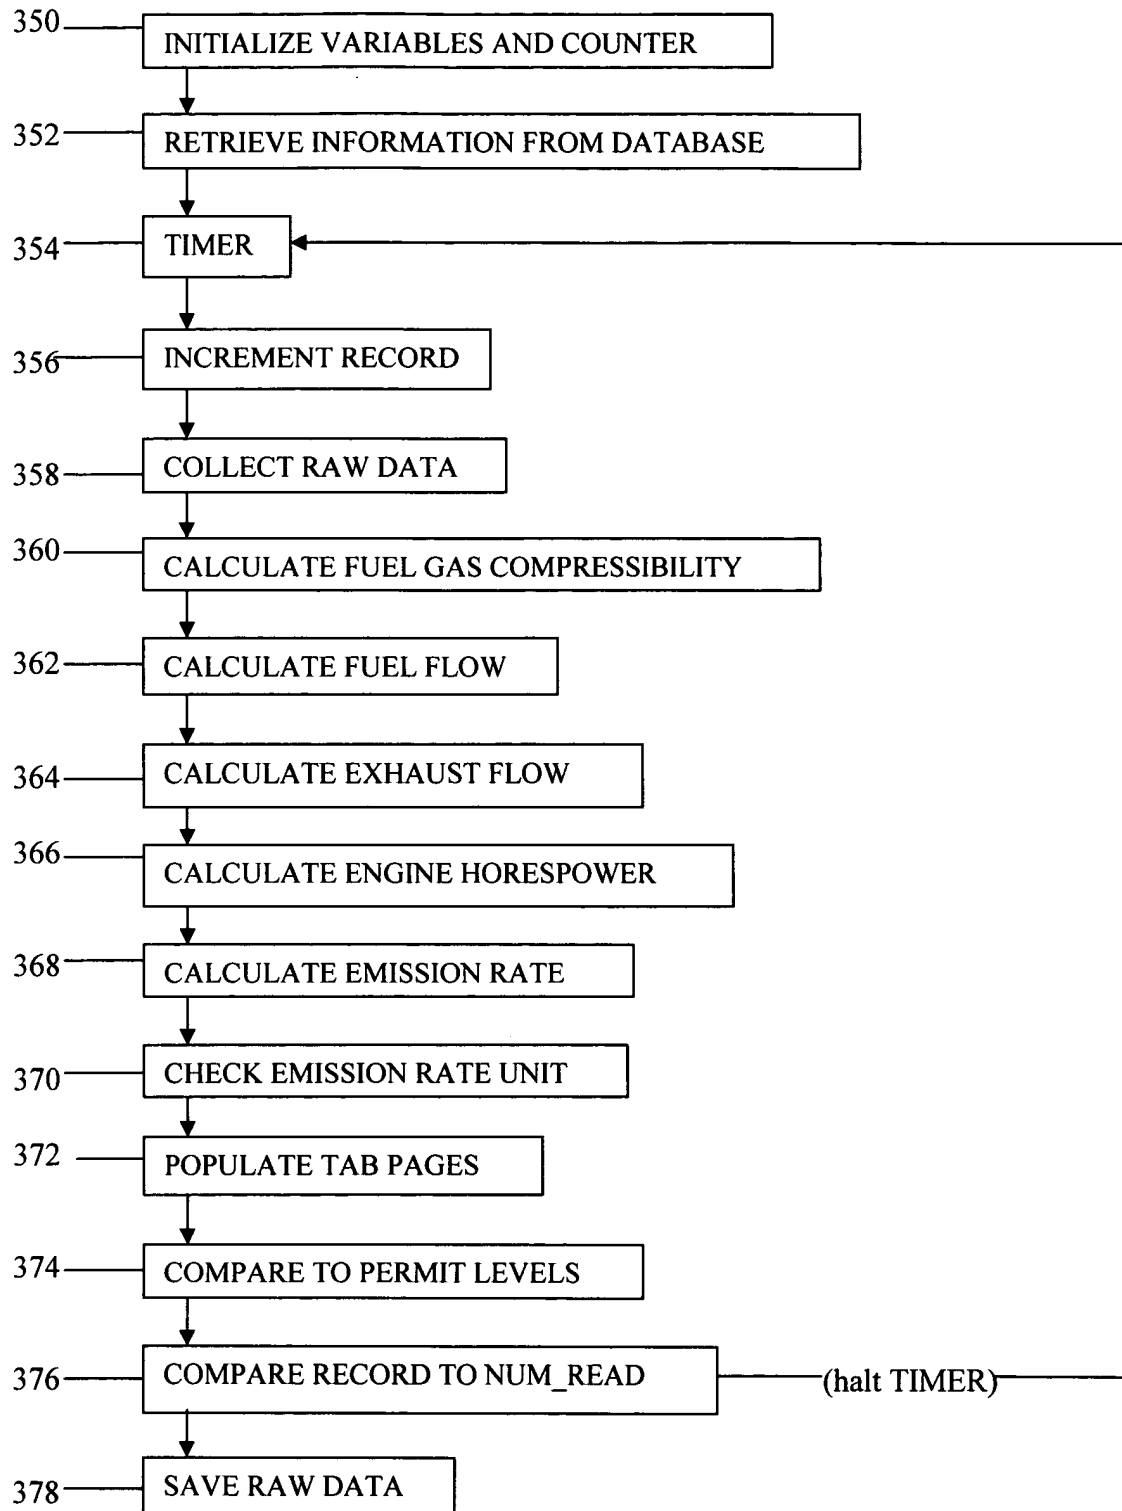 350 INITIALIZE VARIABLES AND COUNTER
352 RETRIEVE INFORMATION FROM DATABASE
354 TIMER
356 INCREMENT RECORD
358 COLLECT RAW DATA
360 CALCULATE FUEL GAS COMPRESSIBILITY
362 CALCULATE FUEL FLOW
364 CALCULATE EXHAUST FLOW
366 CALCULATE ENGINE HORESPOWER
368 CALCULATE EMISSION RATE
370 CHECK EMISSION RATE UNIT
372 POPULATE TAB PAGES
374 COMPARE TO PERMIT LEVELS
376 COMPARE RECORD TO NUM_READ (halt TIMER)
378 SAVE RAW DATA